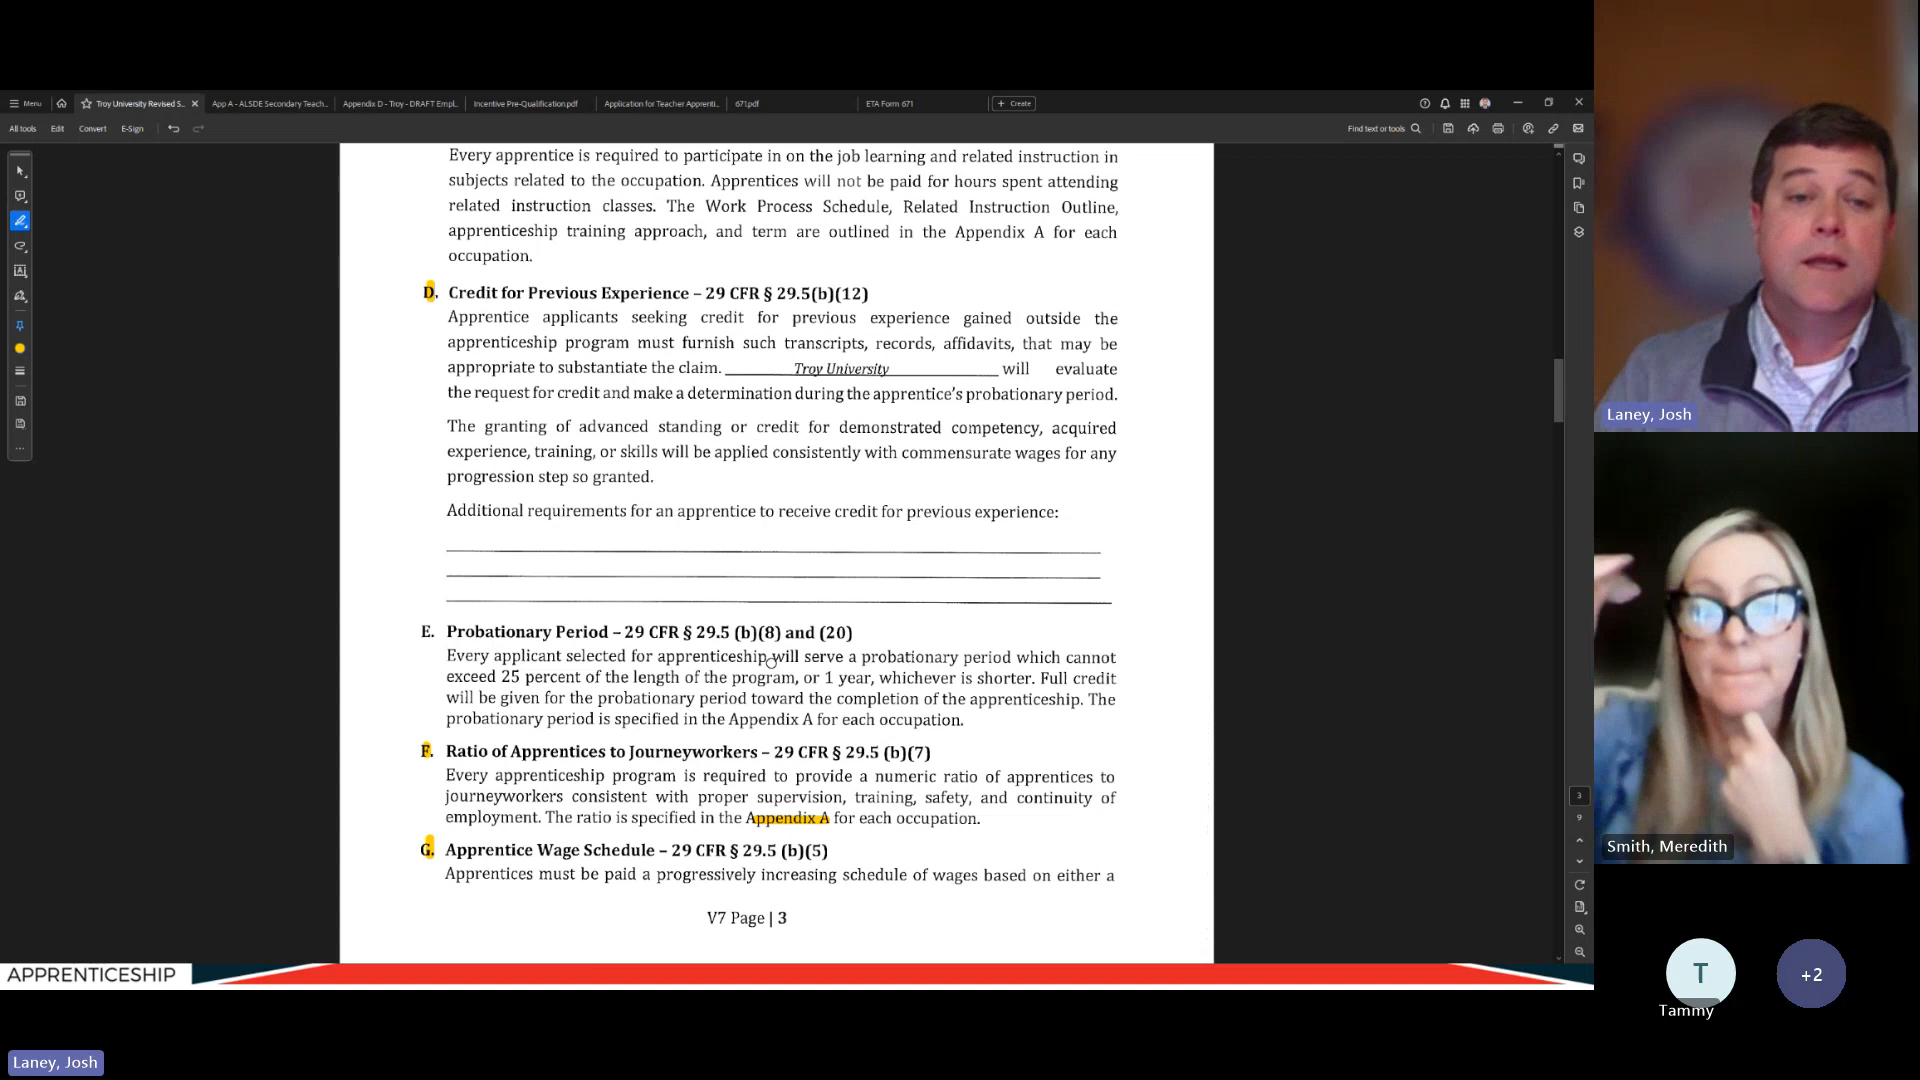 Menu
Troy University Revised S...
App A - ALSDE Secondary Teach...
Appendix D - Troy - DRAFT Empl...
Incentive Pre-Qualification.pdf
Application for Teacher Apprenti...
671.pdf
ETA Form 671
+ Create
All tools
Edit
Convert
E-Sign
Find text or tools
Every apprentice is required to participate in on the job learning and related instruction in
subjects related to the occupation. Apprentices will not be paid for hours spent attending
related instruction classes. The Work Process Schedule, Related Instruction Outline,
apprenticeship training approach, and term are outlined in the Appendix A for each
occupation.
D. Credit for Previous Experience – 29 CFR § 29.5(b)(12)
Apprentice applicants seeking credit for previous experience gained outside the
apprenticeship program must furnish such transcripts, records, affidavits, that may be
appropriate to substantiate the claim. Troy University will evaluate
the request for credit and make a determination during the apprentice's probationary period.
The granting of advanced standing or credit for demonstrated competency, acquired
experience, training, or skills will be applied consistently with commensurate wages for any
progression step so granted.
Additional requirements for an apprentice to receive credit for previous experience:
E. Probationary Period – 29 CFR § 29.5 (b)(8) and (20)
Every applicant selected for apprenticeship will serve a probationary period which cannot
exceed 25 percent of the length of the program, or 1 year, whichever is shorter. Full credit
will be given for the probationary period toward the completion of the apprenticeship. The
probationary period is specified in the Appendix A for each occupation.
F. Ratio of Apprentices to Journeyworkers – 29 CFR § 29.5 (b)(7)
Every apprenticeship program is required to provide a numeric ratio of apprentices to
journeyworkers consistent with proper supervision, training, safety, and continuity of
employment. The ratio is specified in the Appendix A for each occupation.
G. Apprentice Wage Schedule – 29 CFR § 29.5 (b)(5)
Apprentices must be paid a progressively increasing schedule of wages based on either a
V7 Page | 3
3
9
APPRENTICESHIP
Laney, Josh
Smith, Meredith
T
Tammy
+2
Laney, Josh